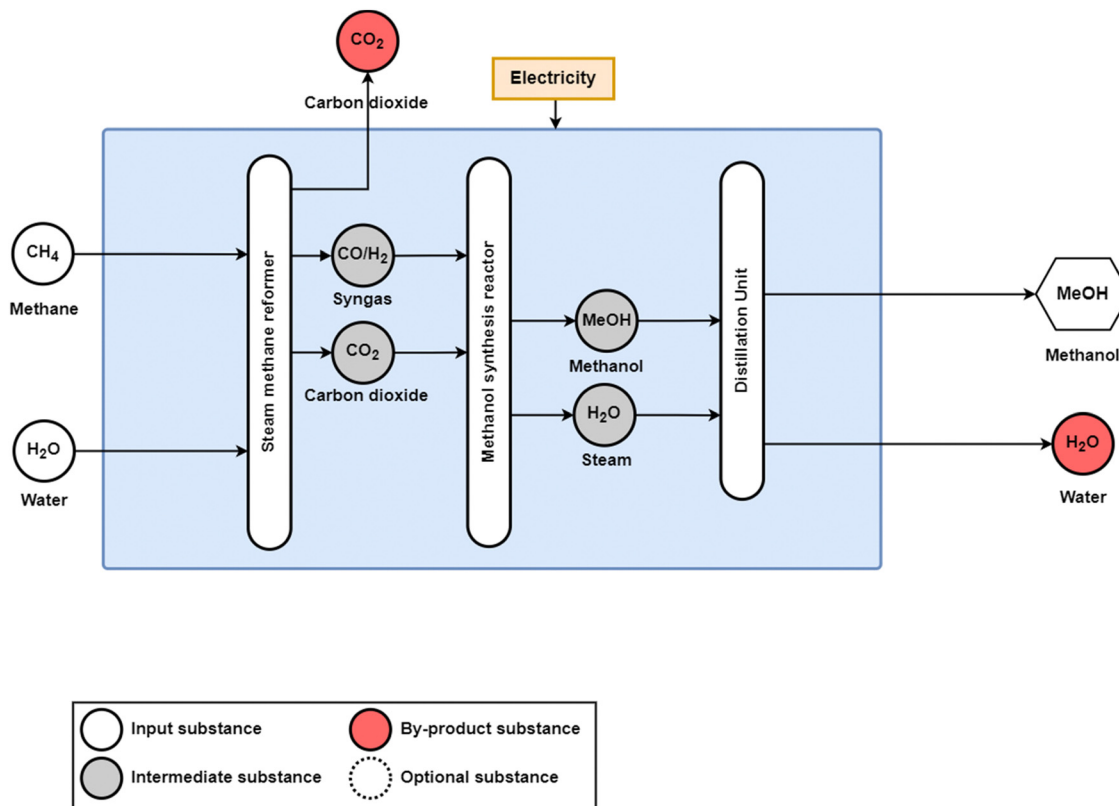 CO₂
Carbon dioxide
Electricity
CH₄
Methane
H₂O
Water
Steam methane reformer
CO/H₂
Syngas
CO₂
Carbon dioxide
Methanol synthesis reactor
MeOH
Methanol
H₂O
Steam
Distillation Unit
MeOH
Methanol
H₂O
Water
Input substance
By-product substance
Intermediate substance
Optional substance